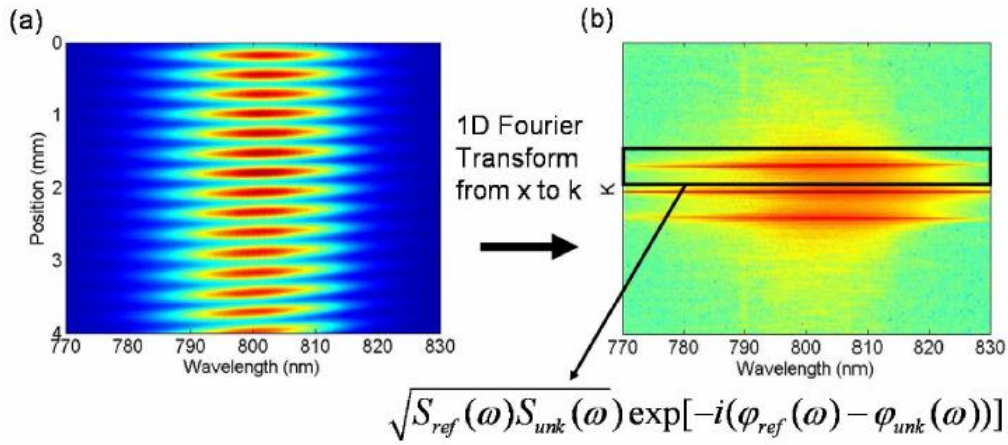 (a)
0
1
2
3
4
Position (mm)
770 780 790 800 810 820 830
Wavelength (nm)
1D Fourier
Transform
from x to k
(b)
K
770 780 790 800 810 820 830
Wavelength (nm)
√S_ref(ω)S_unk(ω) exp[−i(φ_ref(ω)−φ_unk(ω))]